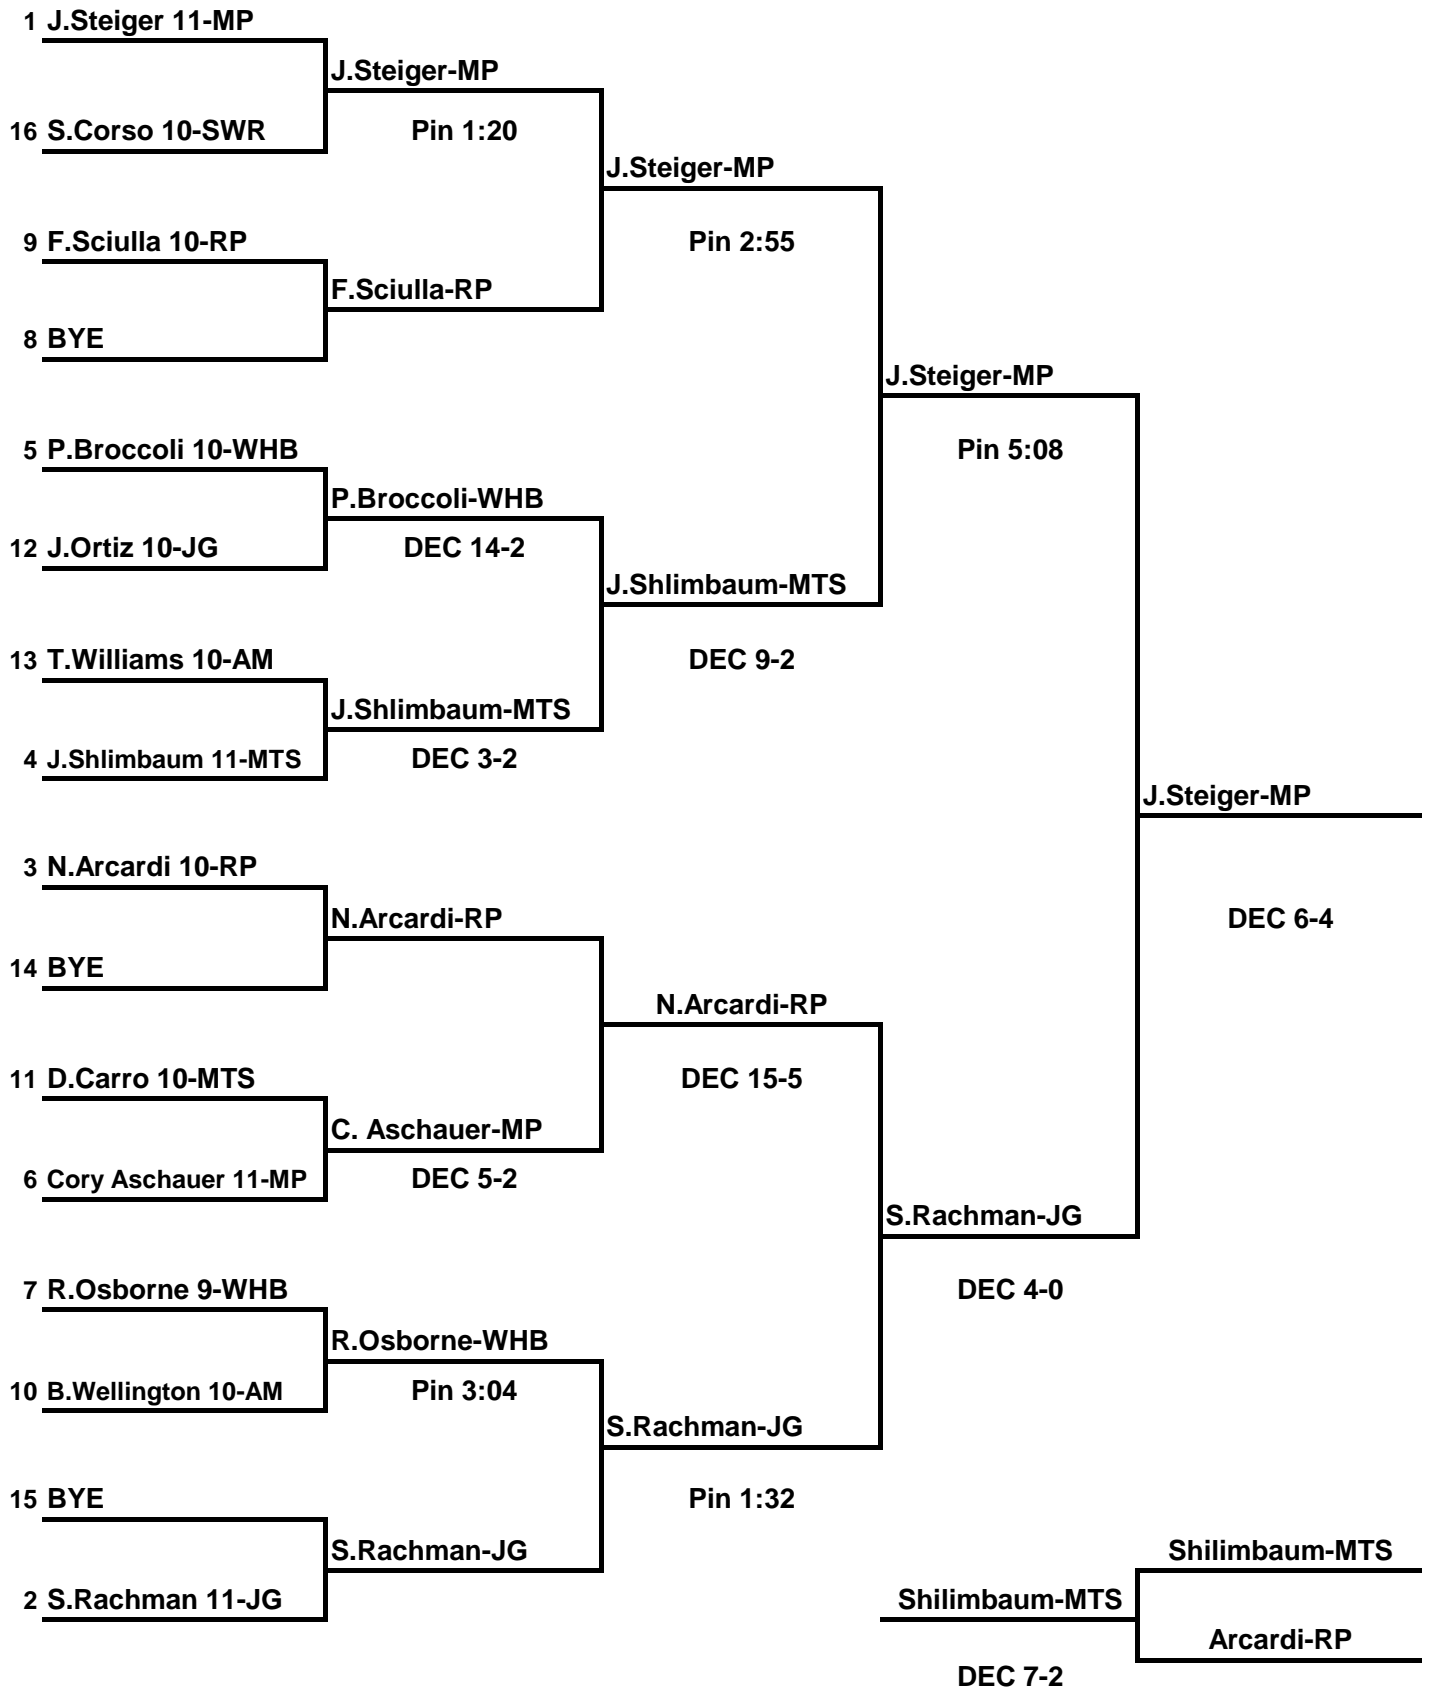 1 J.Steiger 11-MP
J.Steiger-MP
16 S.Corso 10-SWR
Pin 1:20
J.Steiger-MP
9 F.Sciulla 10-RP
Pin 2:55
F.Sciulla-RP
8 BYE
J.Steiger-MP
5 P.Broccoli 10-WHB
Pin 5:08
P.Broccoli-WHB
12 J.Ortiz 10-JG
DEC 14-2
J.Shlimbaum-MTS
13 T.Williams 10-AM
DEC 9-2
J.Shlimbaum-MTS
4 J.Shlimbaum 11-MTS
DEC 3-2
J.Steiger-MP
3 N.Arcardi 10-RP
N.Arcardi-RP
DEC 6-4
14 BYE
N.Arcardi-RP
11 D.Carro 10-MTS
DEC 15-5
C. Aschauer-MP
6 Cory Aschauer 11-MP
DEC 5-2
S.Rachman-JG
7 R.Osborne 9-WHB
DEC 4-0
R.Osborne-WHB
10 B.Wellington 10-AM
Pin 3:04
S.Rachman-JG
15 BYE
Pin 1:32
S.Rachman-JG
Shilimbaum-MTS
2 S.Rachman 11-JG
Shilimbaum-MTS
Arcardi-RP
DEC 7-2